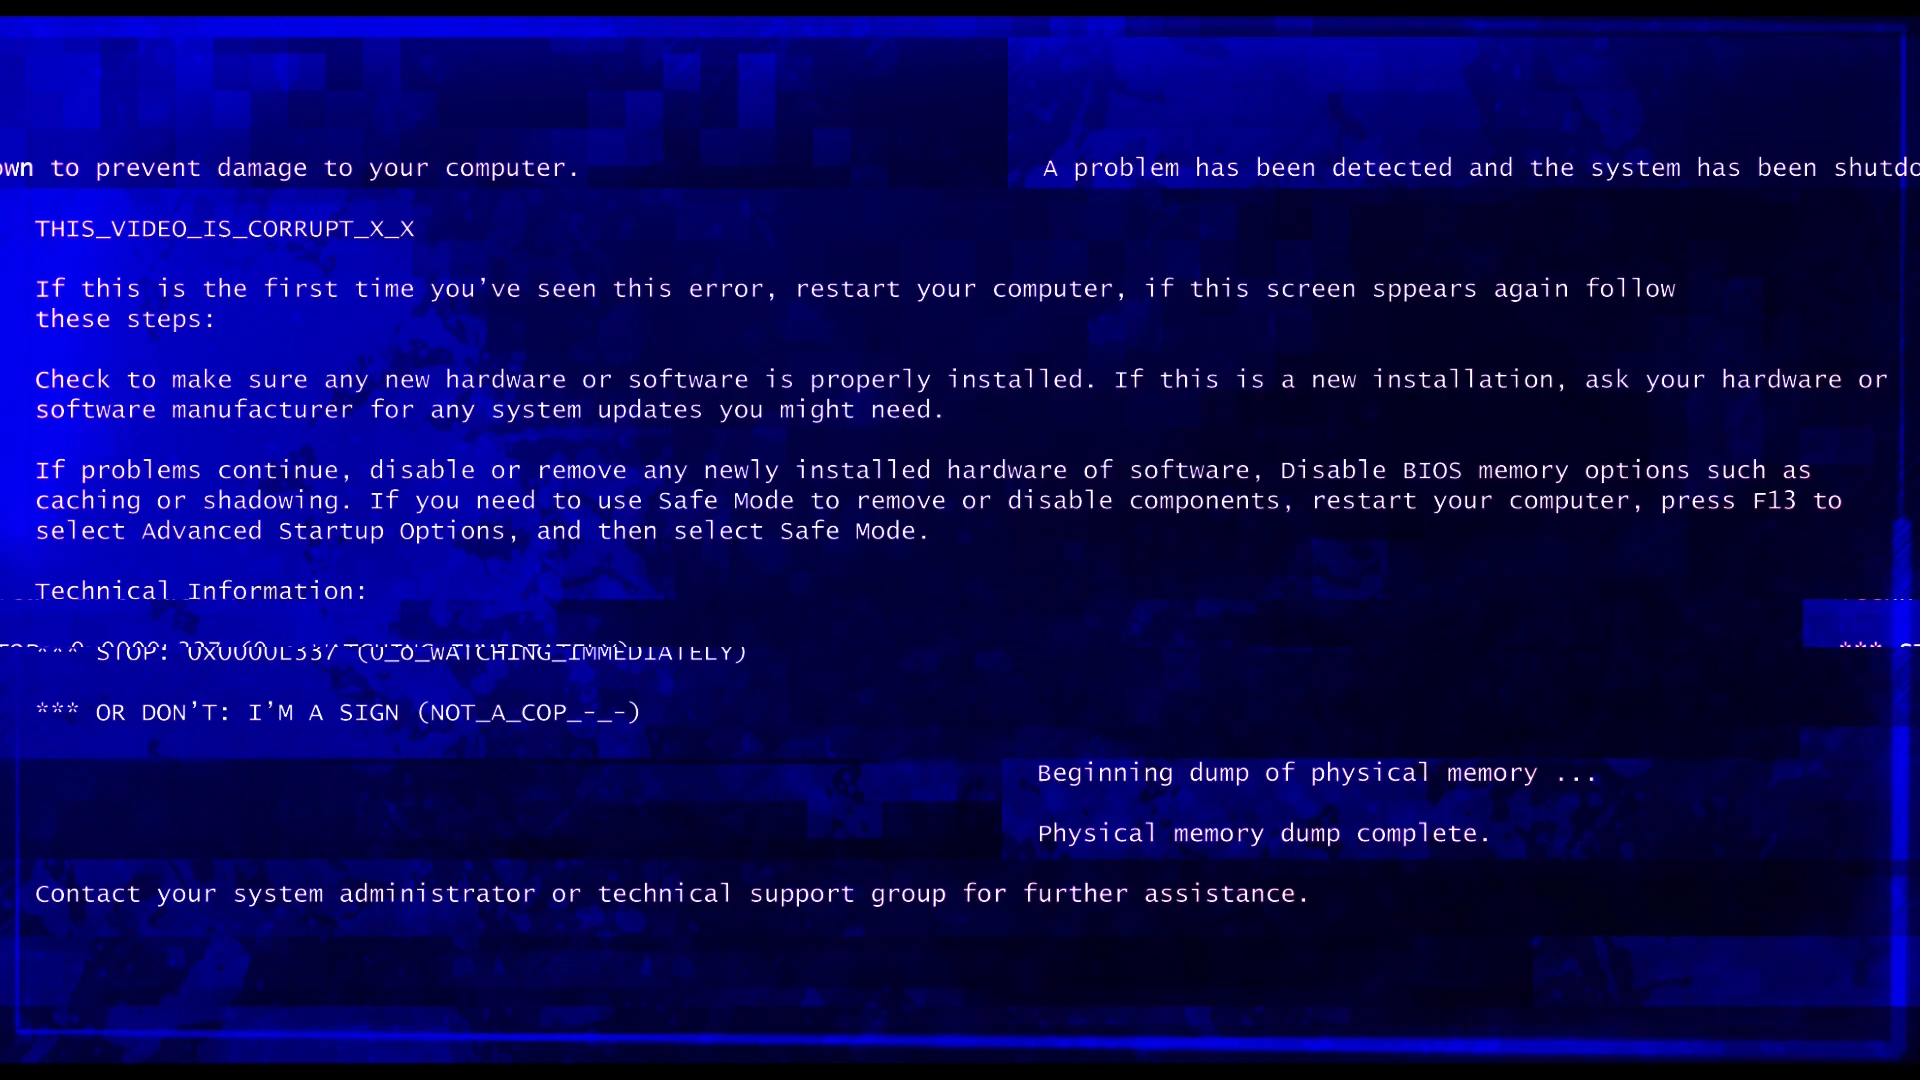 A problem has been detected and the system has been shutdown to prevent damage to your computer.
THIS_VIDEO_IS_CORRUPT_X_X
If this is the first time you’ve seen this error, restart your computer, if this screen sppears again follow
these steps:
Check to make sure any new hardware or software is properly installed. If this is a new installation, ask your hardware or
software manufacturer for any system updates you might need.
If problems continue, disable or remove any newly installed hardware of software, Disable BIOS memory options such as
caching or shadowing. If you need to use Safe Mode to remove or disable components, restart your computer, press F13 to
select Advanced Startup Options, and then select Safe Mode.
Technical Information:
*** STOP: 0X0000L337 (O_o_WATCHING_IMMEDIATELY)
*** OR DON’T: I’M A SIGN (NOT_A_COP_-_-)
Beginning dump of physical memory ...
Physical memory dump complete.
Contact your system administrator or technical support group for further assistance.